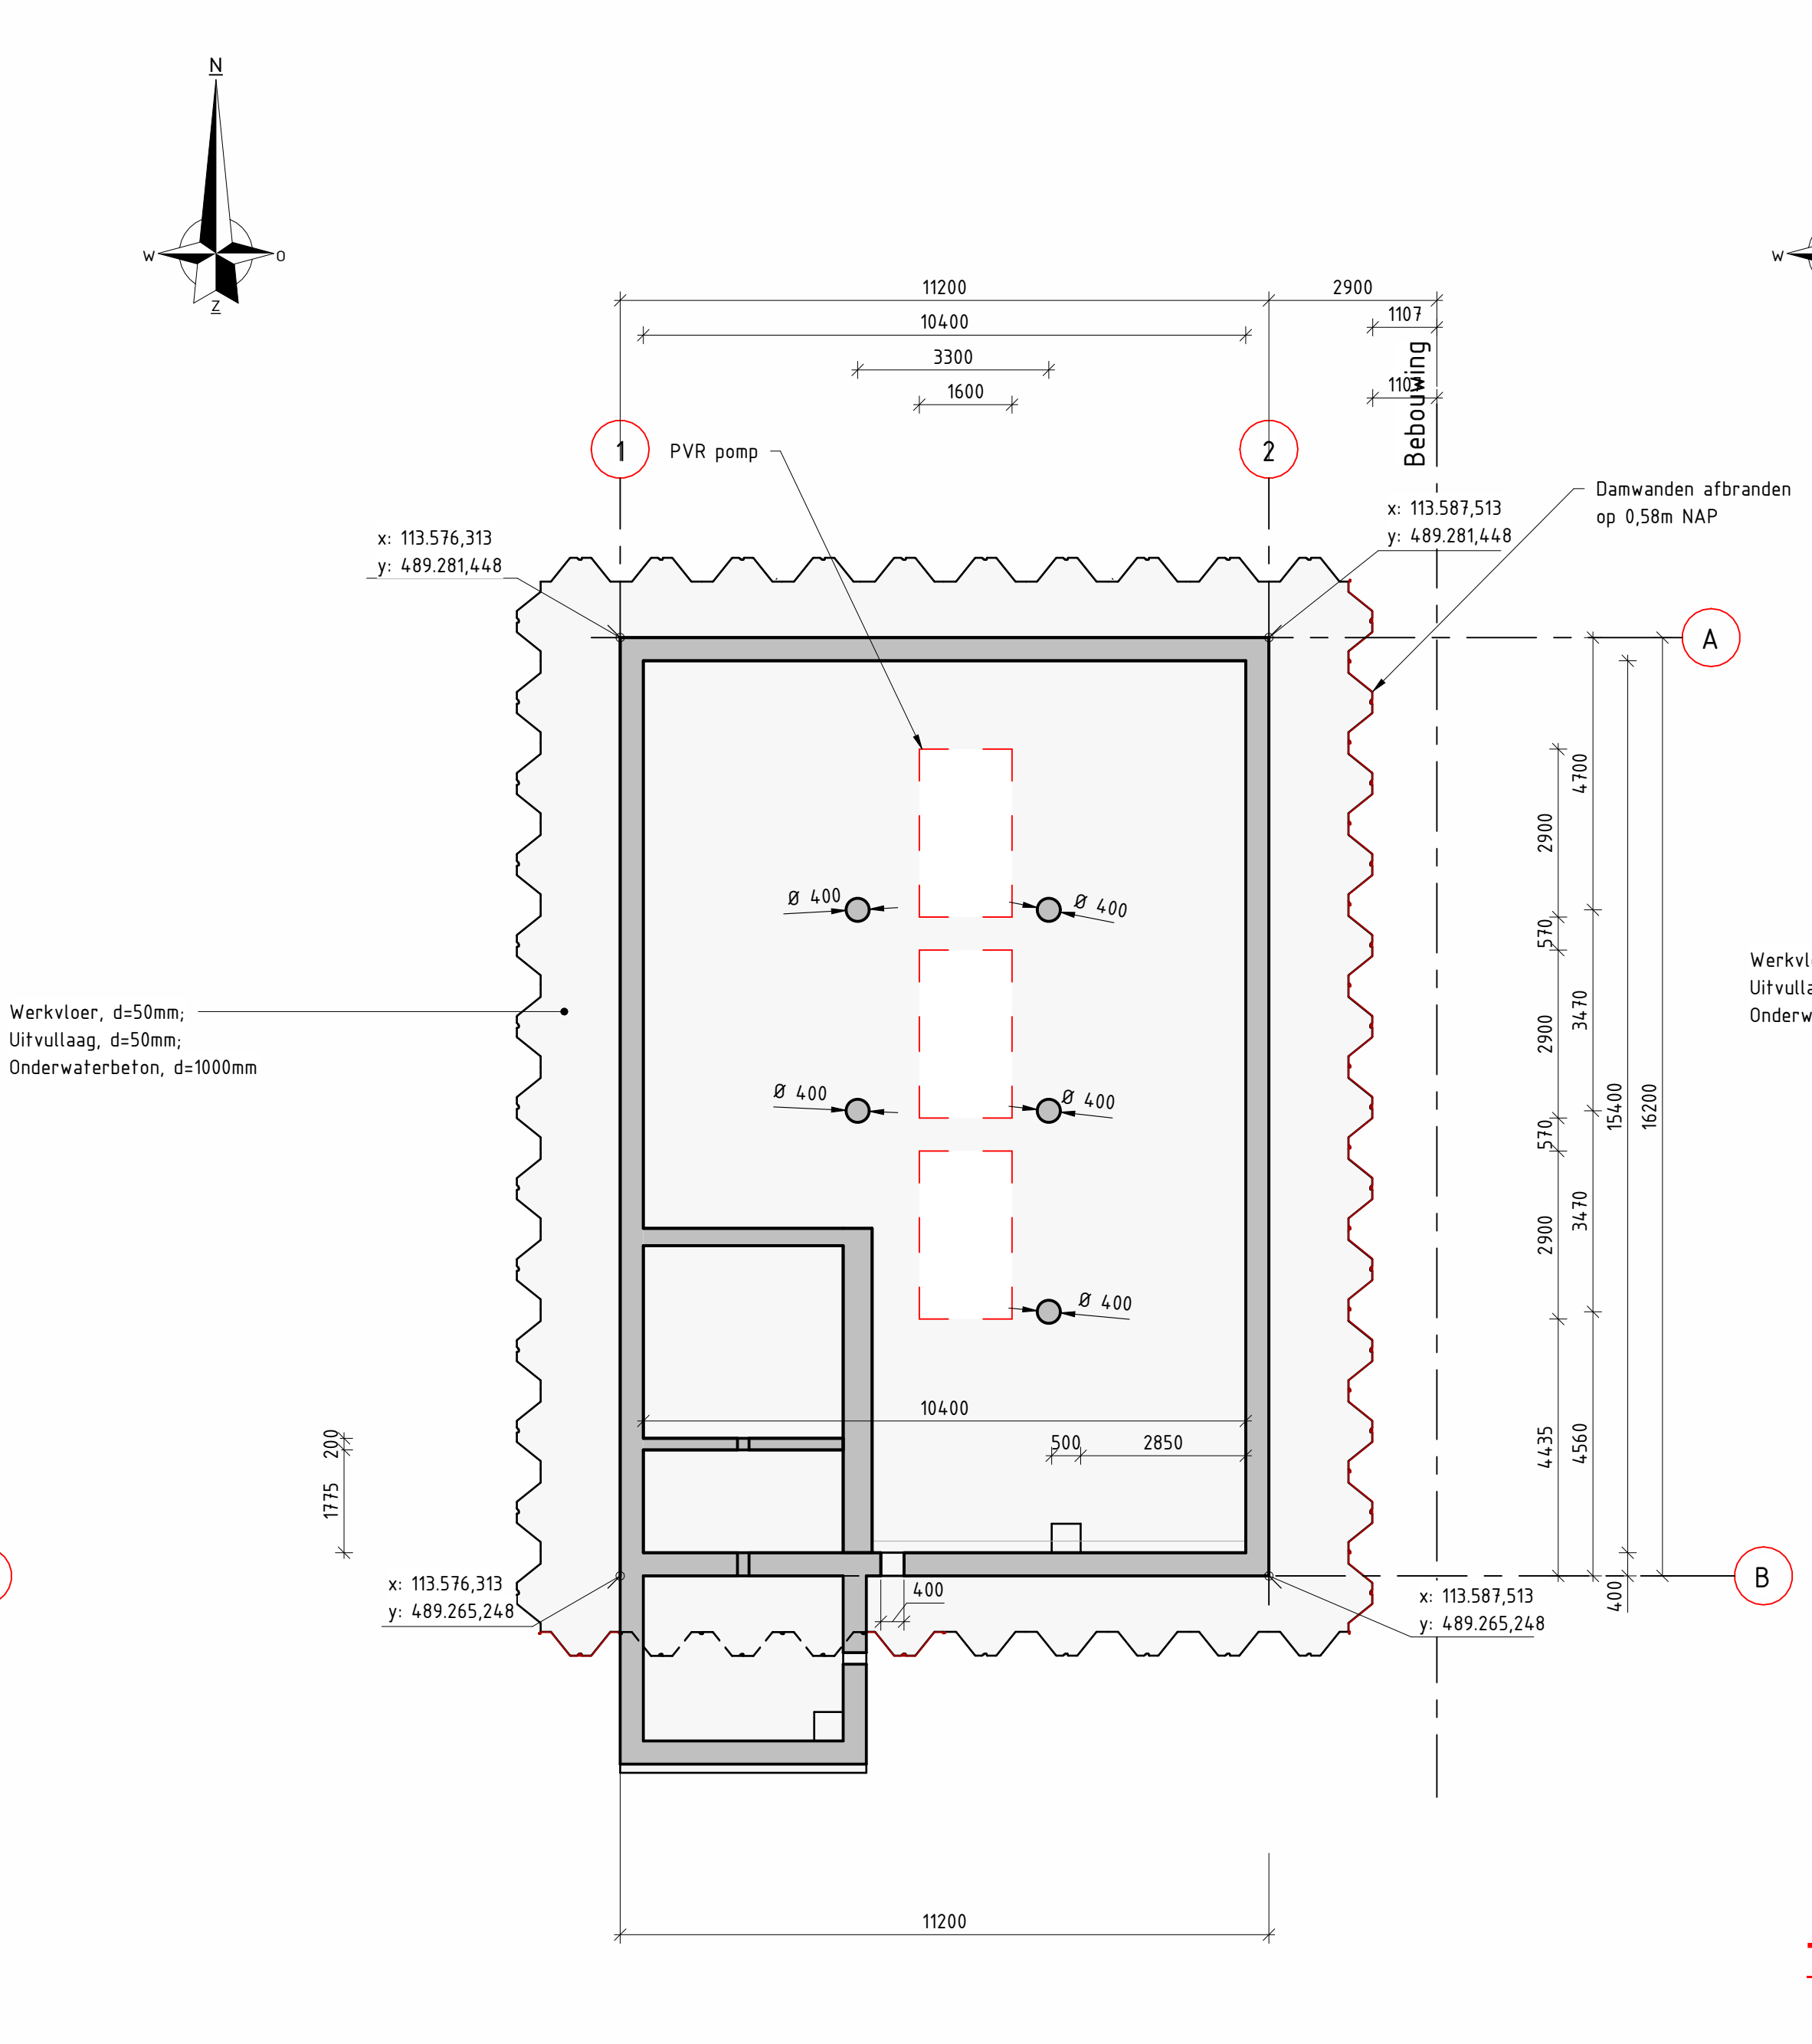 N
W
O
Z
W
11200
2900
10400
1107
3300
1107
1600
Bebouwing
1
PVR pomp
2
Damwanden afbranden
op 0,58m NAP
x: 113.576,313
y: 489.281,448
x: 113.587,513
y: 489.281,448
A
4700
2900
Ø 400
Ø 400
570
Werkvloer, d=50mm;
Uitvullaag, d=50mm;
Onderwaterbeton, d=1000mm
3470
2900
Ø 400
Ø 400
15400
16200
570
3470
2900
Ø 400
10400
500
2850
200
1775
4435
4560
x: 113.576,313
y: 489.265,248
400
400
x: 113.587,513
y: 489.265,248
B
11200